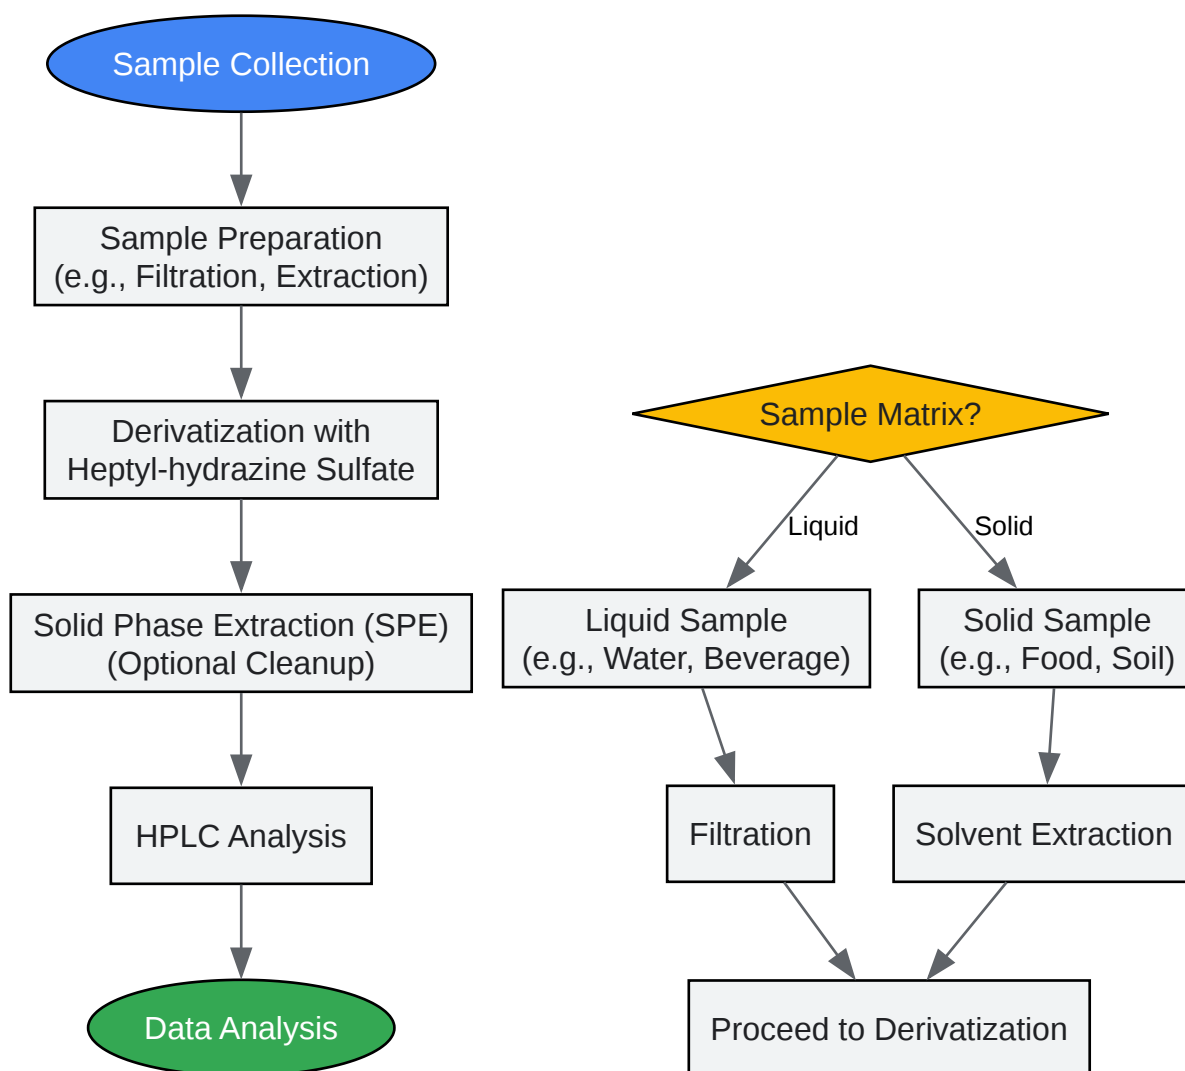 Sample Collection
Sample Preparation
(e.g., Filtration, Extraction)
Derivatization with
Heptyl-hydrazine Sulfate
Solid Phase Extraction (SPE)
(Optional Cleanup)
HPLC Analysis
Data Analysis
Sample Matrix?
Liquid
Solid
Liquid Sample
(e.g., Water, Beverage)
Solid Sample
(e.g., Food, Soil)
Filtration
Solvent Extraction
Proceed to Derivatization